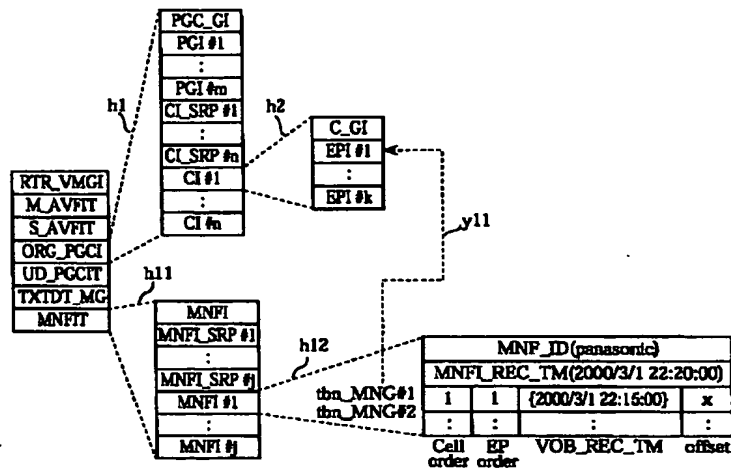 PGC_GI
PGI #1
:
PGI #m
CI_SRP #1
:
CI_SRP #n
CI #1
:
CI #n
h1
h2
C_GI
EPI #1
:
EPI #k
y11
RTR_VMGI
M_AVFIT
S_AVFIT
ORG_PGCI
UD_PGCIT
TXTDT_MG
MNFIT
h11
MNFI
MNFI_SRP #1
:
MNFI_SRP #j
MNFI #1
:
MNFI #j
h12
tbn_MNG#1
tbn_MNG#2
MNF_ID(panasonic)
MNFI_REC_TM(2000/3/1 22:20:00)
1 1 {2000/3/1 22:15:00} x
: : : :
Cell order EP order VOB_REC_TM offset